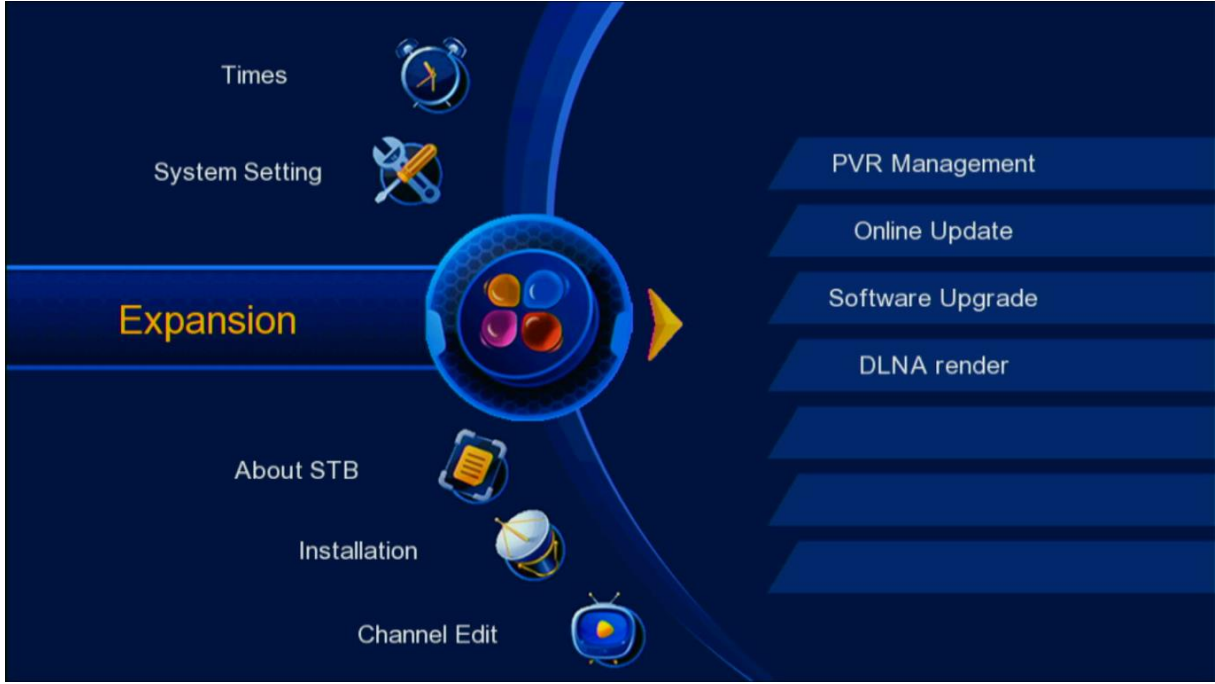 Times
System Setting
Expansion
About STB
Installation
Channel Edit
PVR Management
Online Update
Software Upgrade
DLNA render